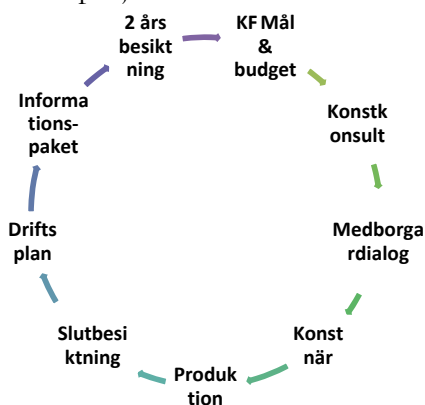 2 års
besikt
ning
KF Mål
&
budget
Konstk
onsult
Medborga
rdialog
Konst
när
Produk
tion
Slutbesi
ktning
Drifts
plan
Informa
tions-
paket